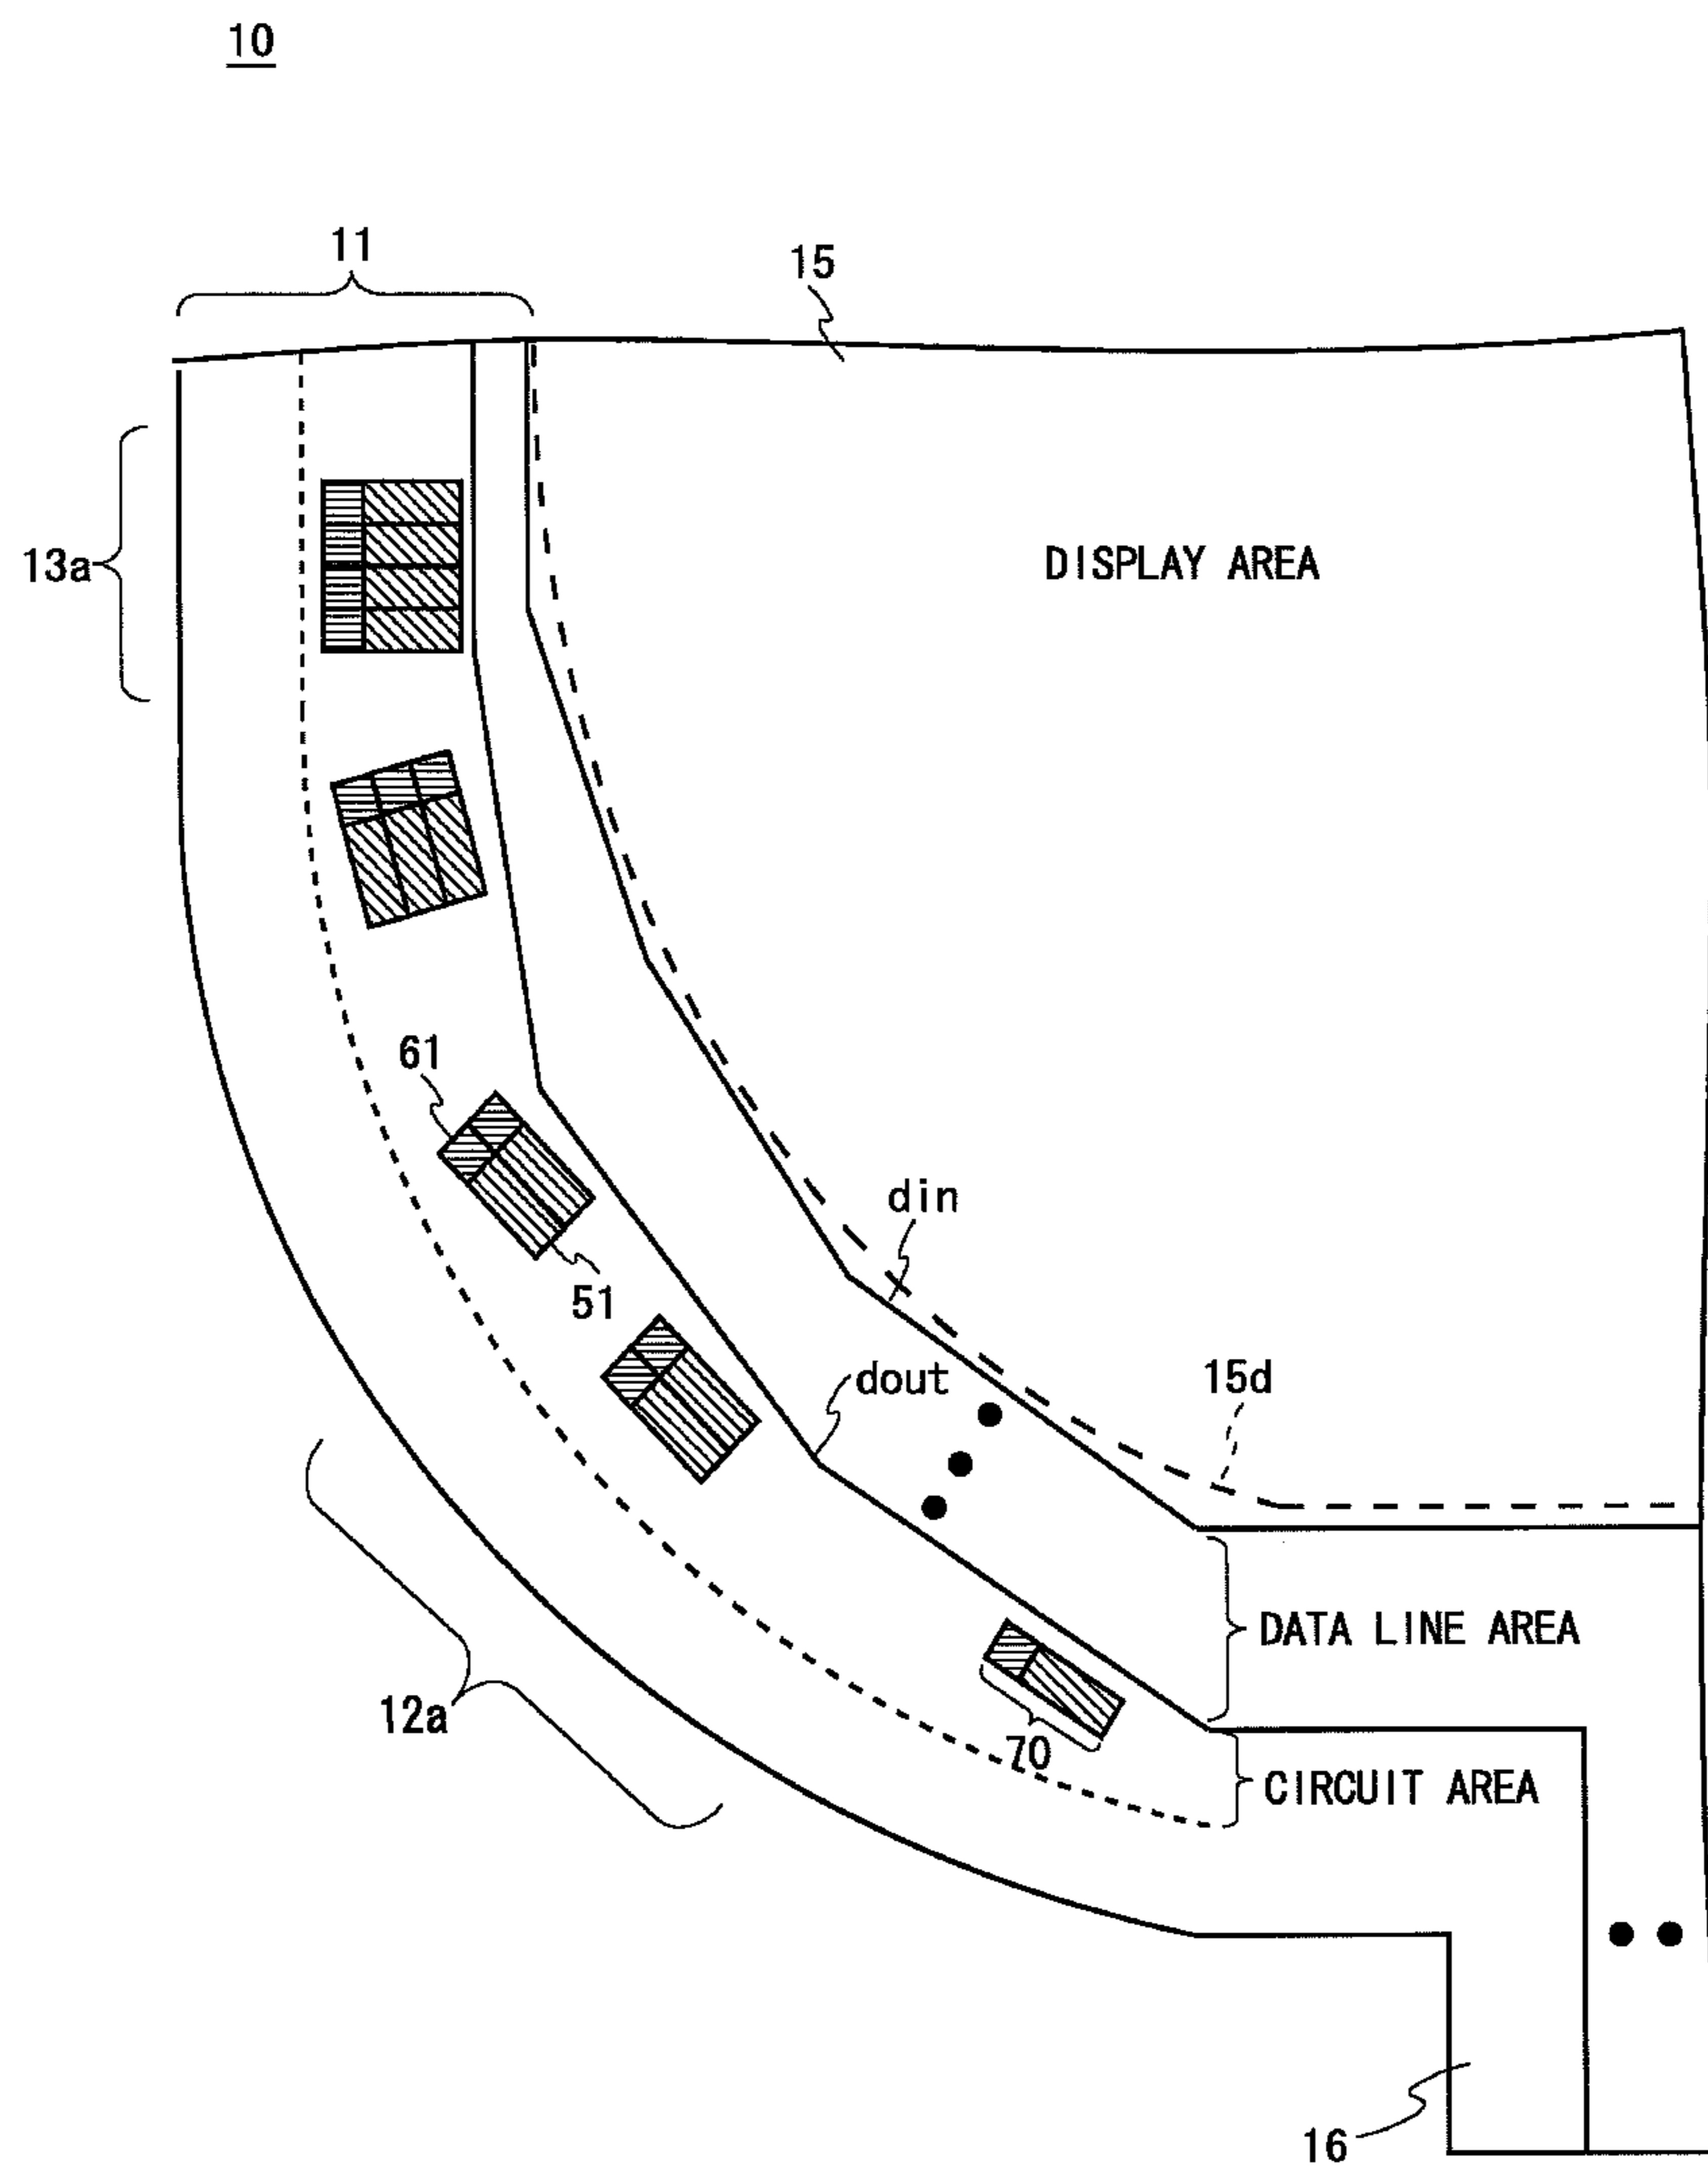 10
11
15
13a
DISPLAY AREA
61
din
51
dout
15d
DATA LINE AREA
12a
70
CIRCUIT AREA
16